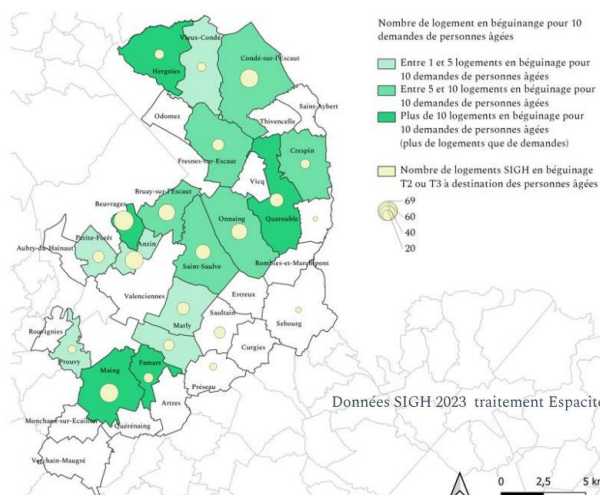 Nombre de logement en béguinange pour 10
demandes de personnes âgées
Entre 1 et 5 logements en béguinage pour
10 demandes de personnes âgées
Entre 5 et 10 logements en béguinage pour
10 demandes de personnes âgées
Plus de 10 logements en béguinage pour
10 demandes de personnes âgées
(plus de logements que de demandes)
Nombre de logements SIGH en béguinage
T2 ou T3 à destination des personnes âgées
69
60
40
20
Vieux-Condé
Condé-sur-l'Escaut
Hergnies
Odomez
Saint-Aybert
Thivencelle
Crespin
Fresnes-sur-Escaut
Vicq
Bruay-sur-l'Escaut
Beuvrages
Quarouble
Onnaing
Anzin
Petite-Forêt
Aubry-du-Hainaut
Saint-Saulve
Rombies-et-Marchipont
Valenciennes
Estreux
Saultain
Sebourg
Marly
Rouvignies
Curgies
Prouvy
Famars
Maing
Préseau
Artres
Monchaux-sur-Ecaillon
Quérénaing
Verchain-Maugré
Données SIGH 2023 traitement Espacité
0 2,5 5 km